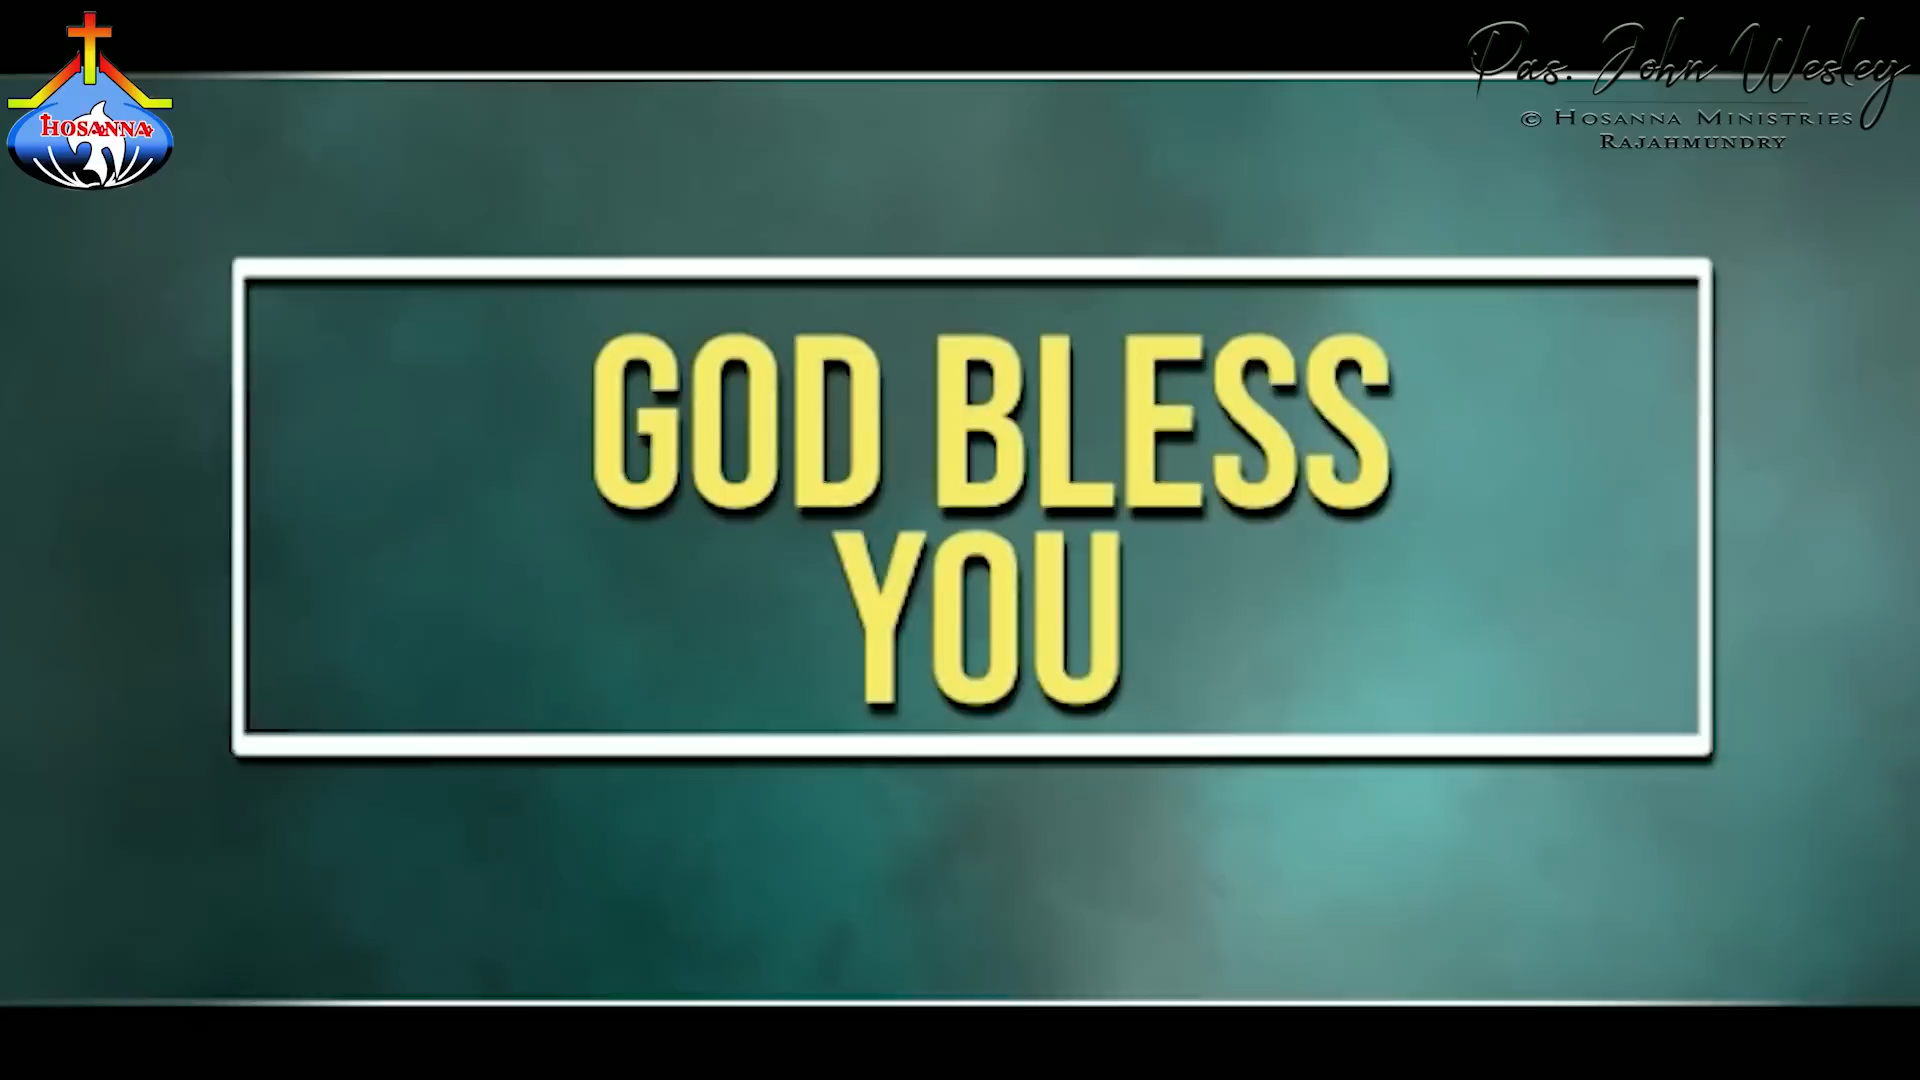 HOSANNA
Pas. John Wesley
© HOSANNA MINISTRIES
RAJAHMUNDRY
GOD BLESS
YOU